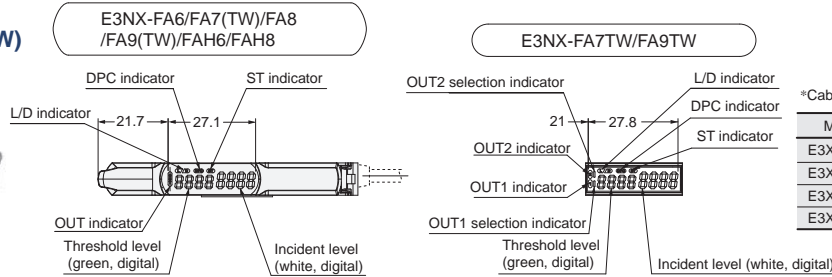 W)
E3NX-FA6/FA7(TW)/FA8
/FA9(TW)/FAH6/FAH8
DPC indicator
ST indicator
L/D indicator
21.7
27.1
OUT indicator
Threshold level
(green, digital)
Incident level
(white, digital)
E3NX-FA7TW/FA9TW
OUT2 selection indicator
L/D indicator
DPC indicator
21
27.8
ST indicator
OUT2 indicator
OUT1 indicator
OUT1 selection indicator
Threshold level
(green, digital)
Incident level (white, digital)
*Cab
M
E3X
E3X
E3X
E3X